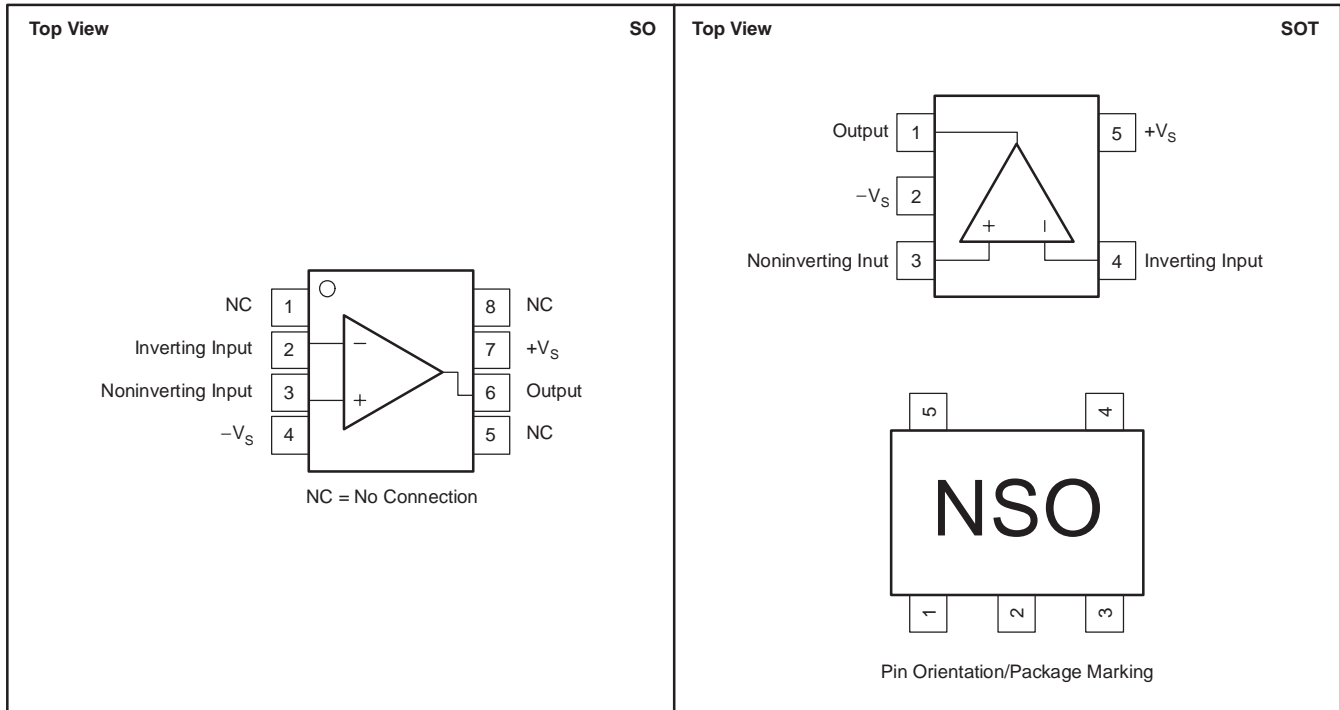 Top View SO
NC 1 8 NC
Inverting Input 2 − 7 +VS
Noninverting Input 3 + 6 Output
−VS 4 5 NC
NC = No Connection
Top View SOT
Output 1 5 +VS
−VS 2
+ −
Noninverting Inut 3 4 Inverting Input
5 4
NSO
1 2 3
Pin Orientation/Package Marking